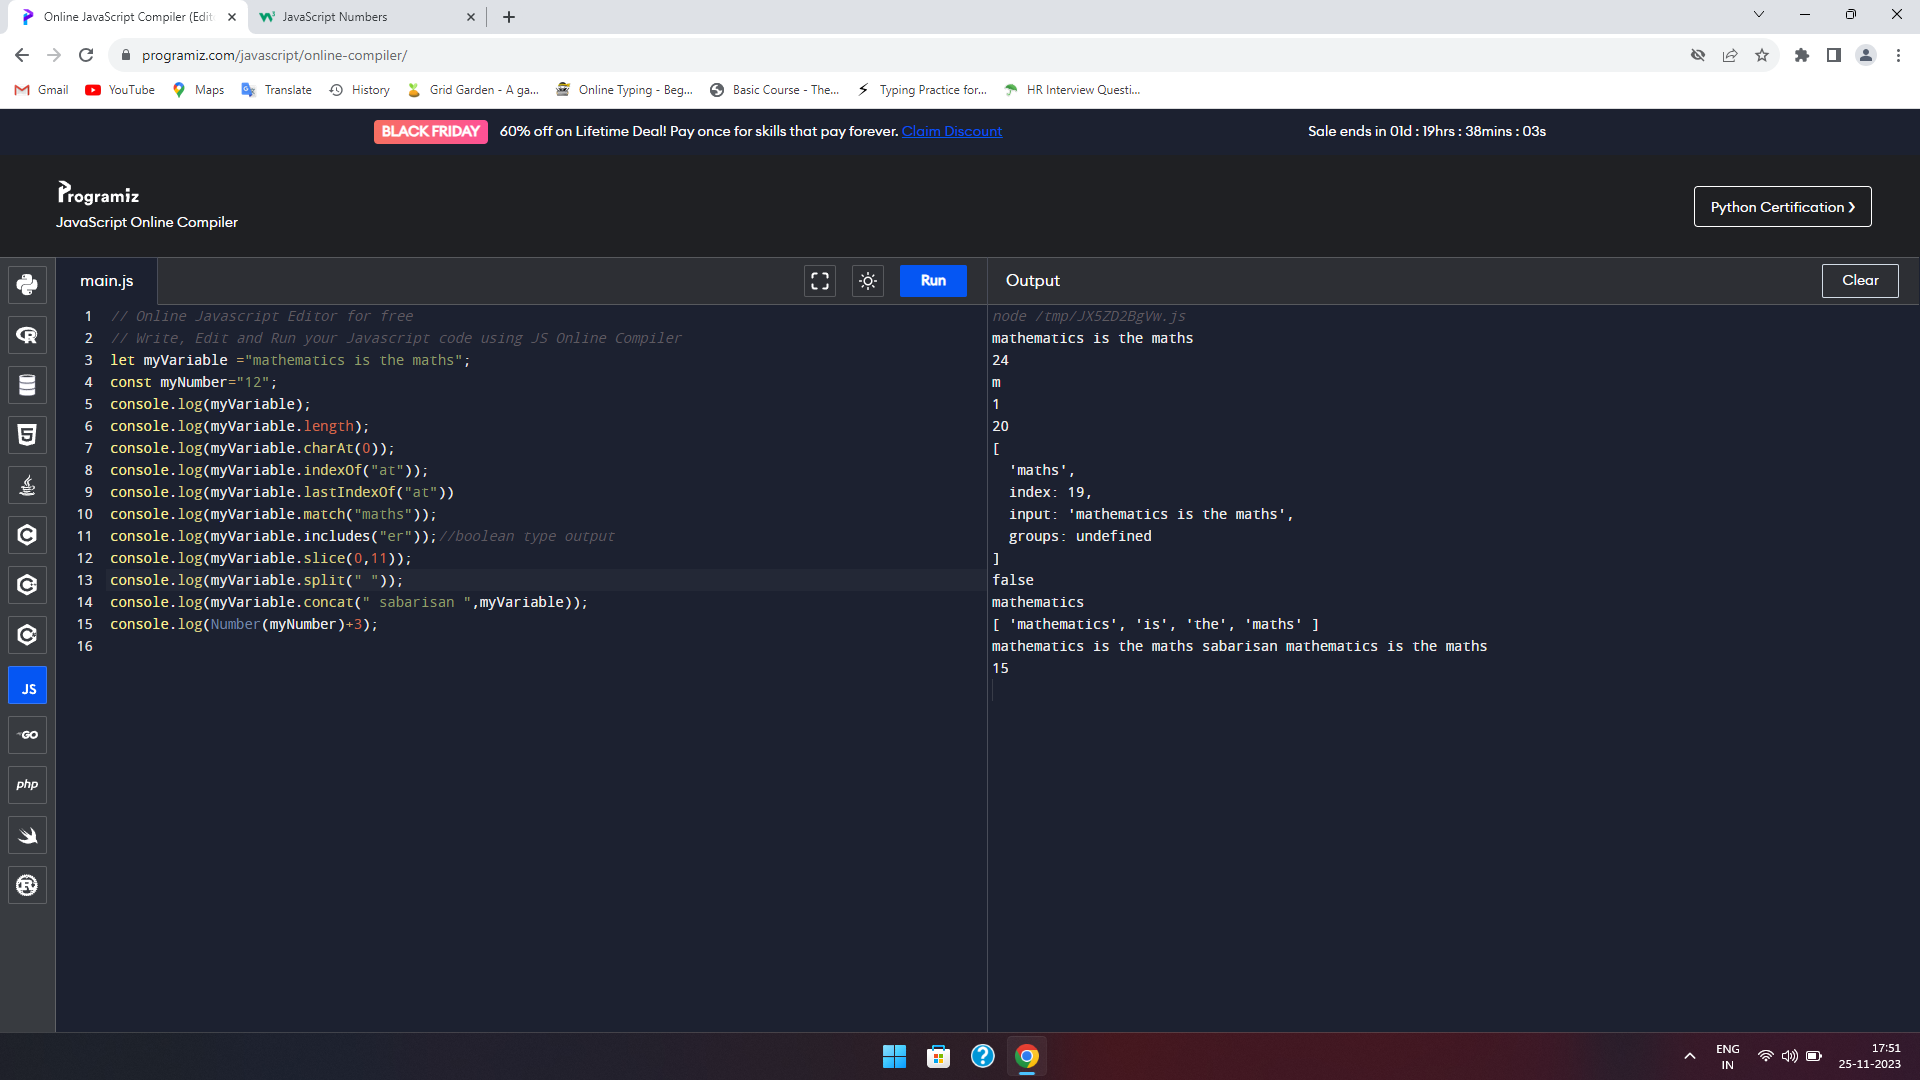 Online JavaScript Compiler (Edit
JavaScript Numbers
programiz.com/javascript/online-compiler/
Gmail
YouTube
Maps
Translate
History
Grid Garden - A ga...
Online Typing - Beg...
Basic Course - The...
Typing Practice for...
HR Interview Questi...
BLACK FRIDAY 60% off on Lifetime Deal! Pay once for skills that pay forever. Claim Discount
Sale ends in 01d : 19hrs : 38mins : 03s
Programiz
JavaScript Online Compiler
Python Certification ❯
main.js
Run
Output
Clear
1 // Online Javascript Editor for free
2 // Write, Edit and Run your Javascript code using JS Online Compiler
3 let myVariable ="mathematics is the maths";
4 const myNumber="12";
5 console.log(myVariable);
6 console.log(myVariable.length);
7 console.log(myVariable.charAt(0));
8 console.log(myVariable.indexOf("at"));
9 console.log(myVariable.lastIndexOf("at"))
10 console.log(myVariable.match("maths"));
11 console.log(myVariable.includes("er"));//boolean type output
12 console.log(myVariable.slice(0,11));
13 console.log(myVariable.split(" "));
14 console.log(myVariable.concat(" sabarisan ",myVariable));
15 console.log(Number(myNumber)+3);
16
node /tmp/JX5ZD2BgVw.js
mathematics is the maths
24
m
1
20
[
'maths',
index: 19,
input: 'mathematics is the maths',
groups: undefined
]
false
mathematics
[ 'mathematics', 'is', 'the', 'maths' ]
mathematics is the maths sabarisan mathematics is the maths
15
JS
GO
php
ENG
IN
17:51
25-11-2023